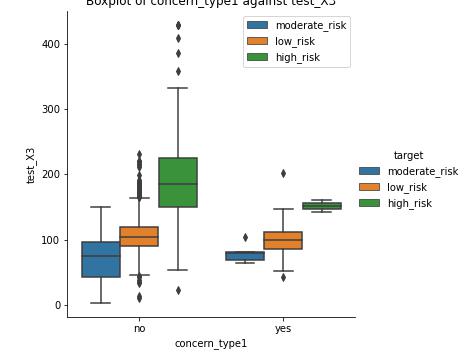 Boxplot of concern_type1 against test_X3
moderate_risk
low_risk
high_risk
400
300
200
100
0
test_X3
no
yes
concern_type1
target
moderate_risk
low_risk
high_risk